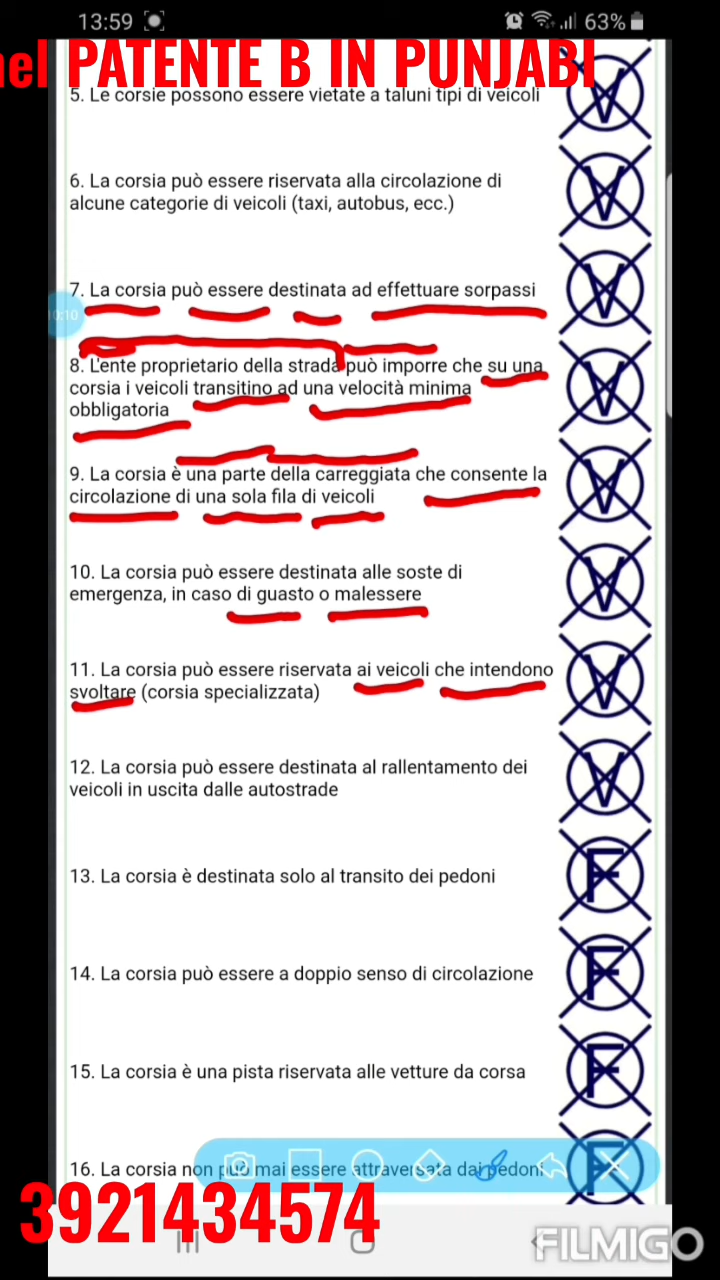 13:59
63%
nel PATENTE B IN PUNJABI
5. Le corsie possono essere vietate a taluni tipi di veicoli
V
6. La corsia può essere riservata alla circolazione di
alcune categorie di veicoli (taxi, autobus, ecc.)
V
7. La corsia può essere destinata ad effettuare sorpassi
V
10:10
8. L'ente proprietario della strada può imporre che su una
corsia i veicoli transitino ad una velocità minima
obbligatoria
V
9. La corsia è una parte della carreggiata che consente la
circolazione di una sola fila di veicoli
V
10. La corsia può essere destinata alle soste di
emergenza, in caso di guasto o malessere
V
11. La corsia può essere riservata ai veicoli che intendono
svoltare (corsia specializzata)
V
12. La corsia può essere destinata al rallentamento dei
veicoli in uscita dalle autostrade
V
13. La corsia è destinata solo al transito dei pedoni
F
14. La corsia può essere a doppio senso di circolazione
F
15. La corsia è una pista riservata alle vetture da corsa
F
16. La corsia non può mai essere attraversata dai pedoni
F
3921434574
FILMIGO